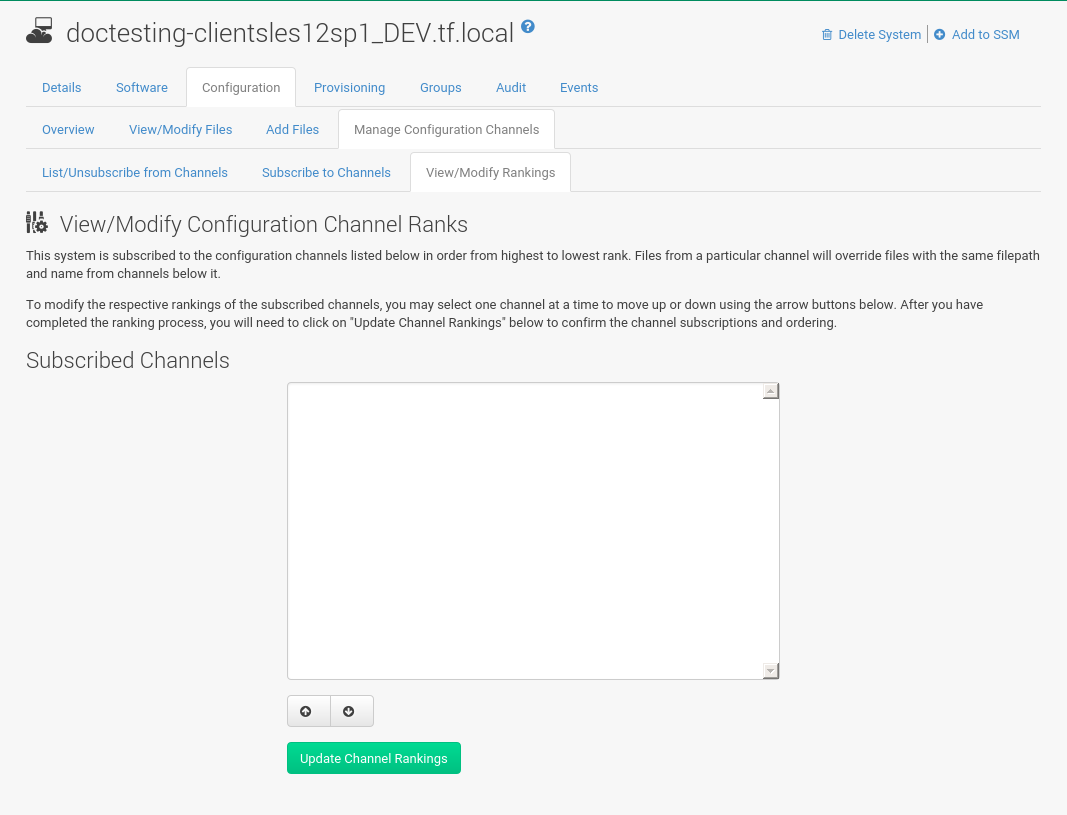 doctesting-clientsles12sp1_DEV.tf.local ?
Delete System | Add to SSM
Details Software Configuration Provisioning Groups Audit Events
Overview View/Modify Files Add Files Manage Configuration Channels
List/Unsubscribe from Channels Subscribe to Channels View/Modify Rankings
View/Modify Configuration Channel Ranks
This system is subscribed to the configuration channels listed below in order from highest to lowest rank. Files from a particular channel will override files with the same filepath
and name from channels below it.
To modify the respective rankings of the subscribed channels, you may select one channel at a time to move up or down using the arrow buttons below. After you have
completed the ranking process, you will need to click on "Update Channel Rankings" below to confirm the channel subscriptions and ordering.
Subscribed Channels
Update Channel Rankings